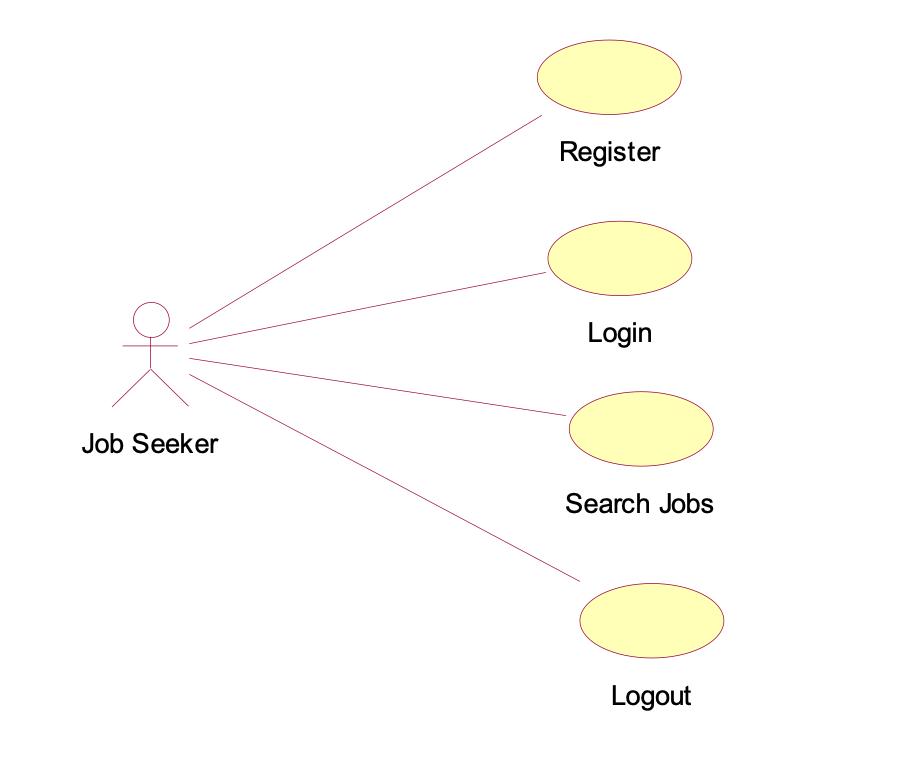 Register
Login
Job Seeker
Search Jobs
Logout